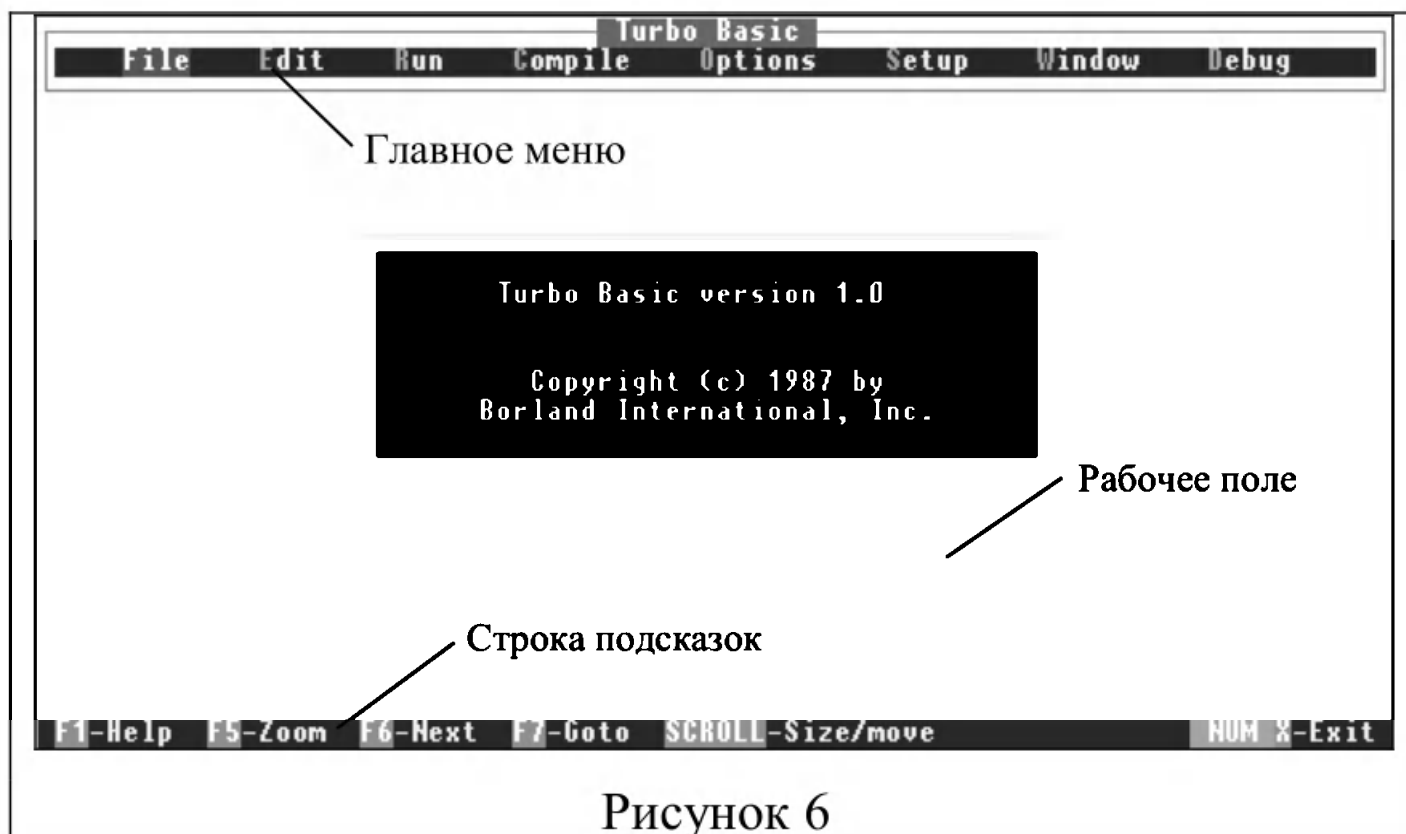 Turbo Basic
File Edit Run Compile Options Setup Window Debug
Главное меню
Turbo Basic version 1.0
Copyright (c) 1987 by
Borland International, Inc.
Рабочее поле
Строка подсказок
F1-Help F5-Zoom F6-Next F7-Goto SCROLL-Size/move NUM X-Exit
Рисунок 6